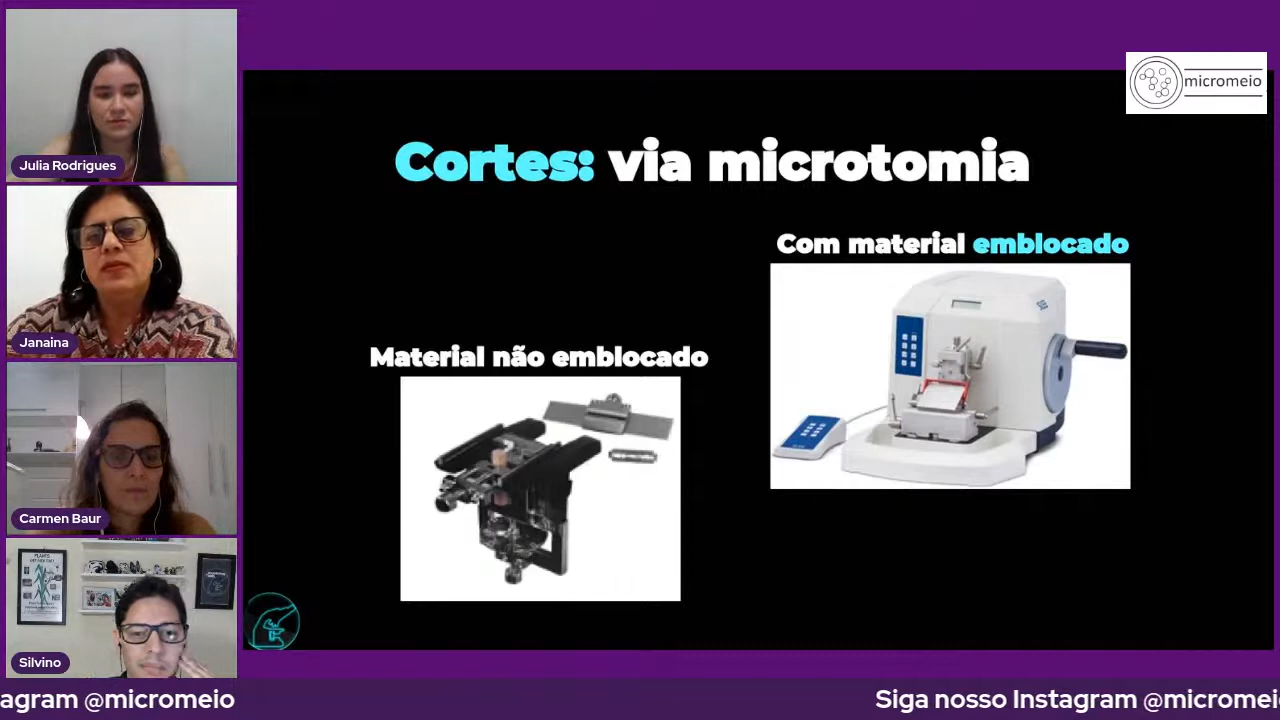 Julia Rodrigues
Janaina
Carmen Baur
Silvino
micromeio
Cortes: via microtomia
Com material emblocado
Material não emblocado
agram @micromeio
Siga nosso Instagram @micromei